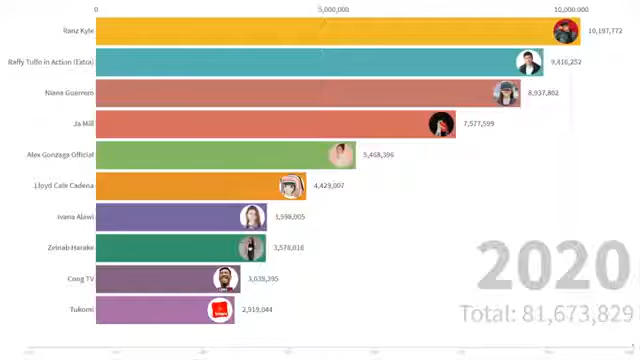 0 5,000,000 10,000,000
Ranz Kyle 10,197,772
Raffy Tulfo in Action (Extra) 9,416,252
Niana Guerrero 8,937,802
Ja Mill 7,577,599
Alex Gonzaga Official 5,468,396
Lloyd Cafe Cadena 4,429,007
Ivana Alawi 3,598,005
Zeinab Harake 3,578,016
Cong TV 3,039,395
Tukomi 2,919,044
2020
Total: 81,673,829